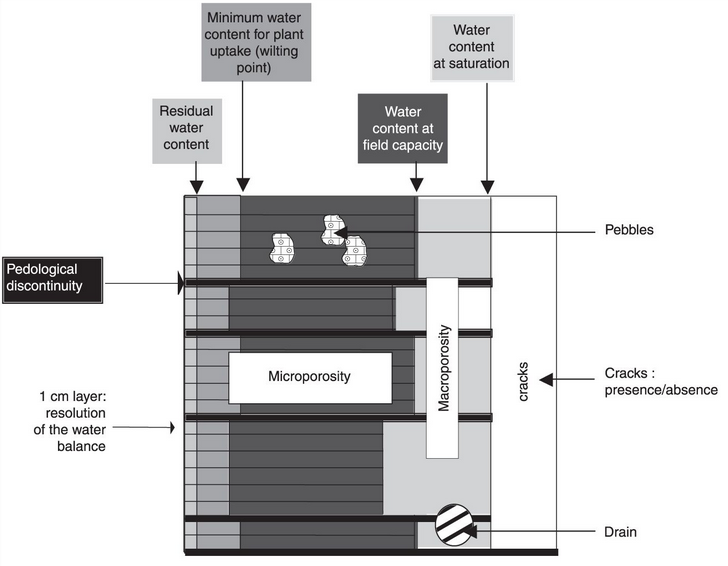 Minimum water
content for plant
uptake (wilting
point)
Water
content
at saturation
Residual
water
content
Water
content at
field capacity
Pebbles
Pedological
discontinuity
Microporosity
Macroporosity
cracks
Cracks :
presence/absence
1 cm layer:
resolution
of the water
balance
Drain